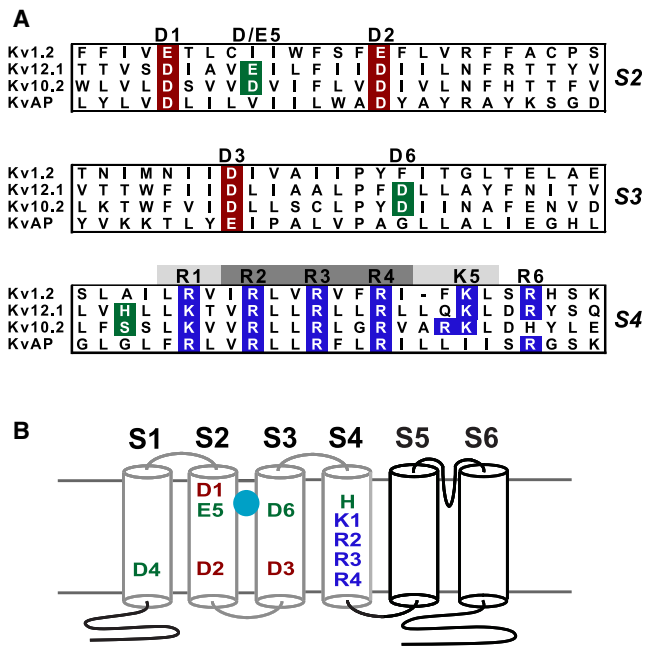 A
D1 D/E5 D2
Kv1.2 F F I V E T L C I I W F S F E F L V R F F A C P S
Kv12.1 T T V S D I A V E I L F I I D I I L N F R T T Y V
Kv10.2 W L V L D S V V D V I F L V D I V L N F H T T F V
KvAP L Y L V D L I L V I I L W A D Y A Y R A Y K S G D
S2
D3 D6
Kv1.2 T N I M N I I D I V A I I P Y F I T G L T E L A E
Kv12.1 V T T W F I I D L I A A L P F D L L A Y F N I T V
Kv10.2 L K T W F V I D L L S C L P Y D I I N A F E N V D
KvAP Y V K K T L Y E I P A L V P A G L L A L I E G H L
S3
R1 R2 R3 R4 K5 R6
Kv1.2 S L A I L R V I R L V R V F R I - F K L S R H S K
Kv12.1 L V H L L K T V R L L R L L R L L Q K L D R Y S Q
Kv10.2 L F S S L K V V R L L R L G R V A R K L D H Y L E
KvAP G L G L F R L V R L L R F L R I L L I I S R G S K
S4
B
S1 S2 S3 S4 S5 S6
D1
E5 D6 H
K1
R2
R3
D4 D2 D3 R4